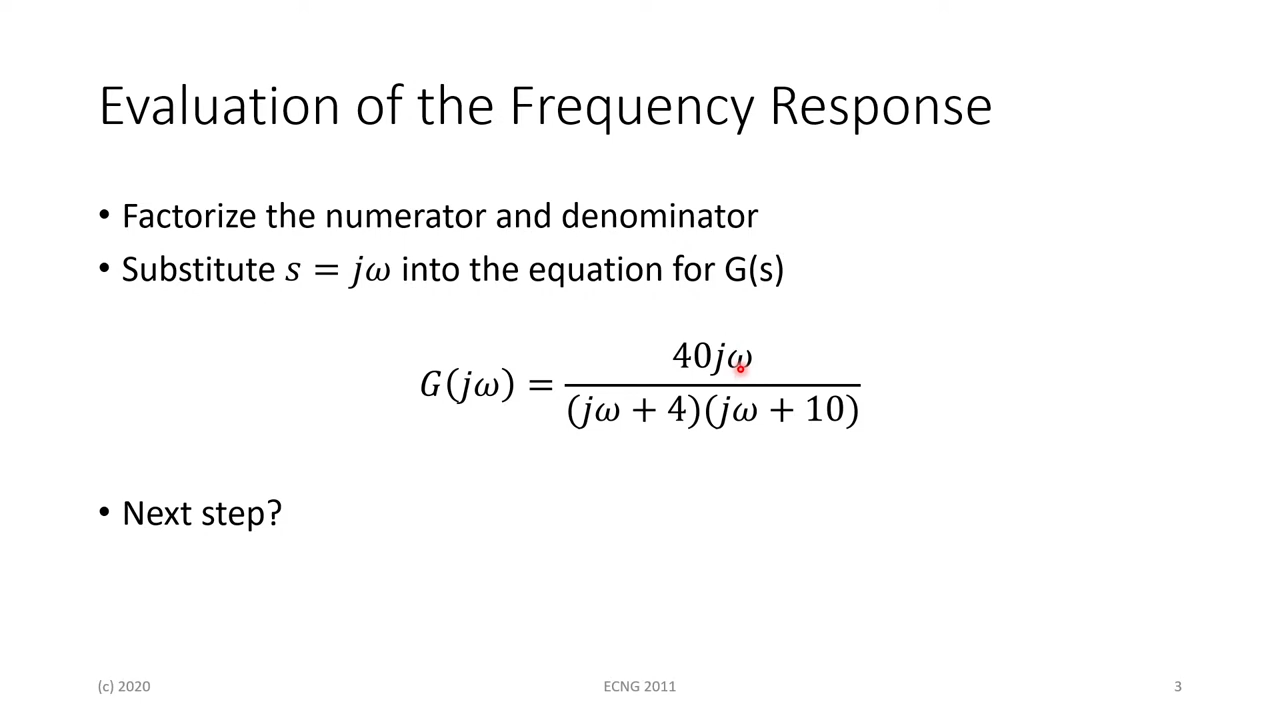 Evaluation of the Frequency Response
• Factorize the numerator and denominator
• Substitute s = jω into the equation for G(s)
G(jω) = 40jω / (jω + 4)(jω + 10)
• Next step?
(c) 2020 ECNG 2011 3